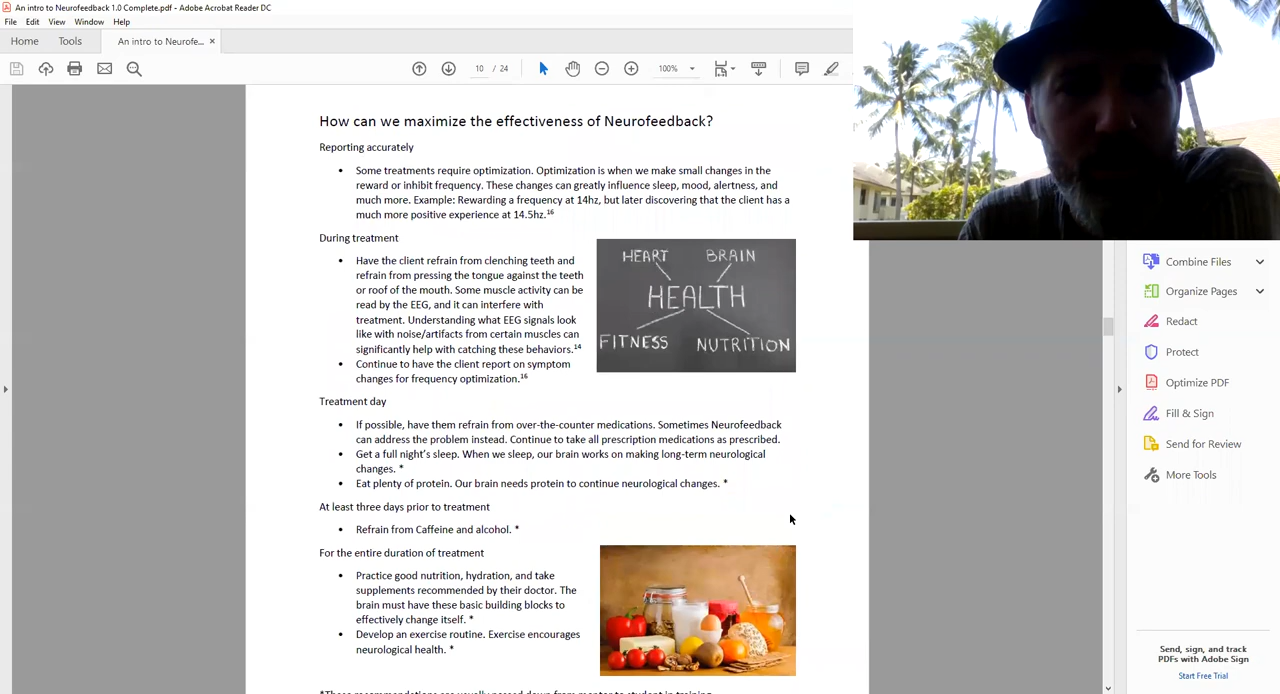 An intro to Neurofeedback 1.0 Complete.pdf - Adobe Acrobat Reader DC
File Edit View Window Help
Home Tools An intro to Neurofe... ×
10 / 24 100%
How can we maximize the effectiveness of Neurofeedback?
Reporting accurately
• Some treatments require optimization. Optimization is when we make small changes in the
reward or inhibit frequency. These changes can greatly influence sleep, mood, alertness, and
much more. Example: Rewarding a frequency at 14hz, but later discovering that the client has a
much more positive experience at 14.5hz.16
During treatment
• Have the client refrain from clenching teeth and
refrain from pressing the tongue against the teeth
or roof of the mouth. Some muscle activity can be
read by the EEG, and it can interfere with
treatment. Understanding what EEG signals look
like with noise/artifacts from certain muscles can
significantly help with catching these behaviors.14
• Continue to have the client report on symptom
changes for frequency optimization.16
HEART BRAIN
HEALTH
FITNESS NUTRITION
Treatment day
• If possible, have them refrain from over-the-counter medications. Sometimes Neurofeedback
can address the problem instead. Continue to take all prescription medications as prescribed.
• Get a full night's sleep. When we sleep, our brain works on making long-term neurological
changes. *
• Eat plenty of protein. Our brain needs protein to continue neurological changes. *
At least three days prior to treatment
• Refrain from Caffeine and alcohol. *
For the entire duration of treatment
• Practice good nutrition, hydration, and take
supplements recommended by their doctor. The
brain must have these basic building blocks to
effectively change itself. *
• Develop an exercise routine. Exercise encourages
neurological health. *
*These recommendations are usually passed down from mentor to student in training
Combine Files
Organize Pages
Redact
Protect
Optimize PDF
Fill & Sign
Send for Review
More Tools
Send, sign, and track
PDFs with Adobe Sign
Start Free Trial